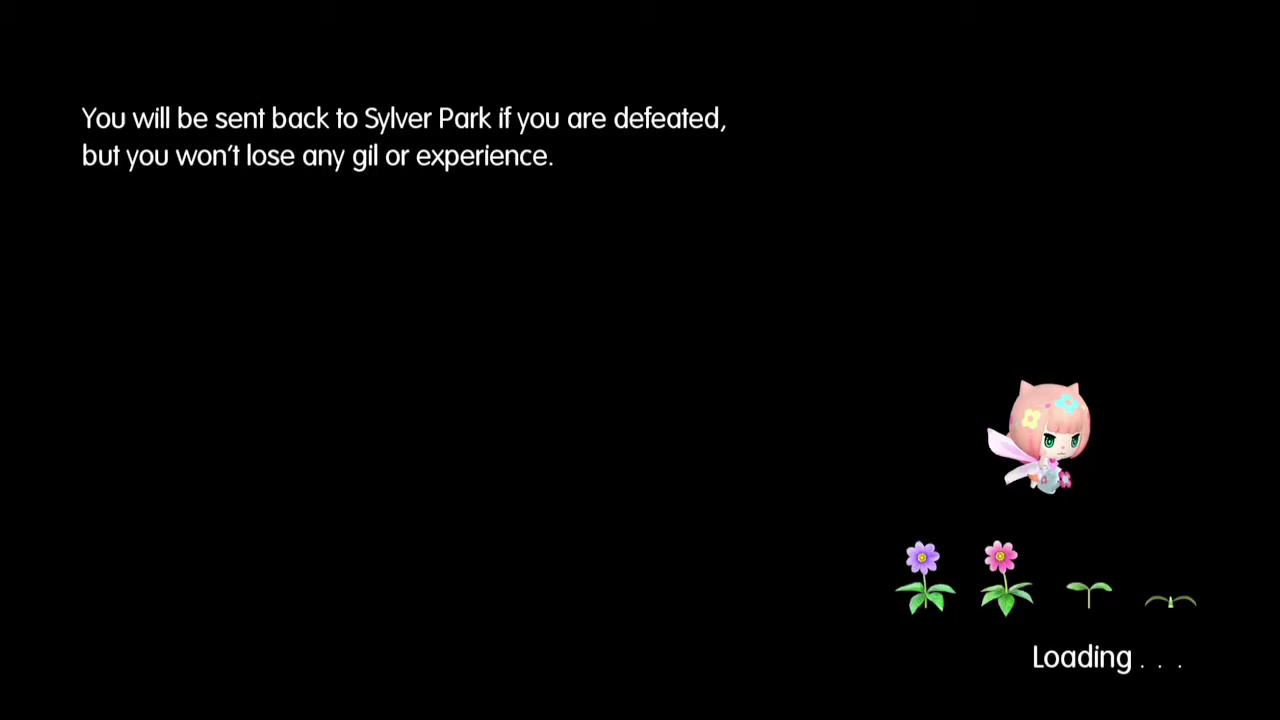 You will be sent back to Sylver Park if you are defeated,
but you won't lose any gil or experience.
Loading . . .